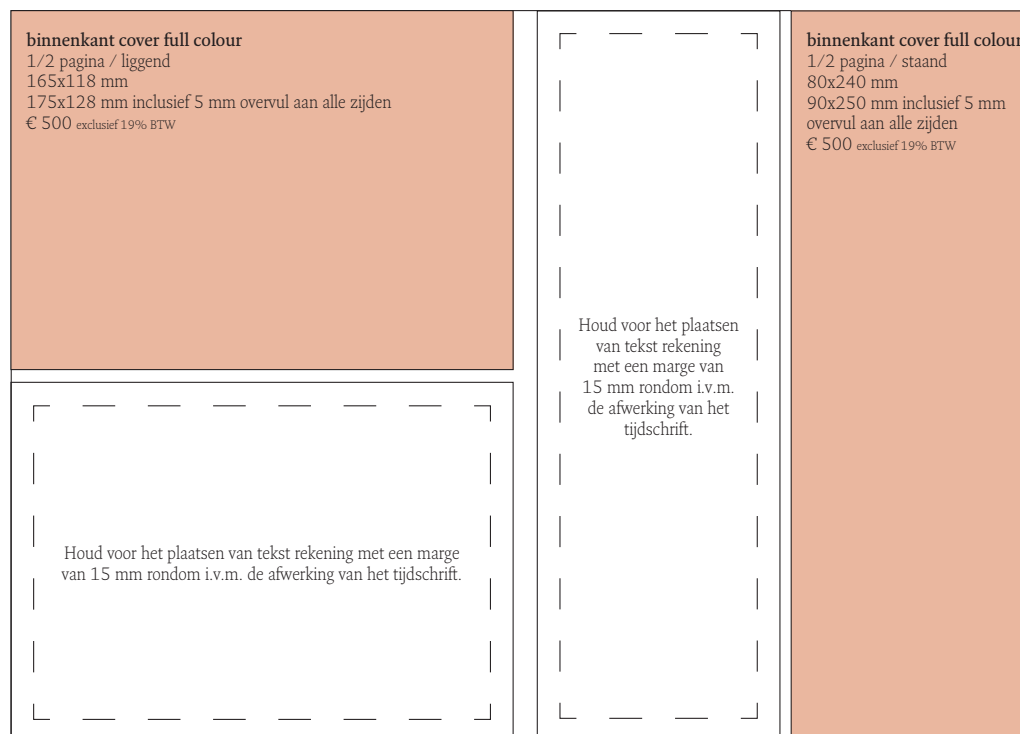 binnenkant cover full colour
1/2 pagina / liggend
165x118 mm
175x128 mm inclusief 5 mm overvul aan alle zijden
€ 500 exclusief 19% BTW
Houd voor het plaatsen van tekst rekening met een marge
van 15 mm rondom i.v.m. de afwerking van het tijdschrift.
Houd voor het plaatsen
van tekst rekening
met een marge van
15 mm rondom i.v.m.
de afwerking van het
tijdschrift.
binnenkant cover full colour
1/2 pagina / staand
80x240 mm
90x250 mm inclusief 5 mm
overvul aan alle zijden
€ 500 exclusief 19% BTW